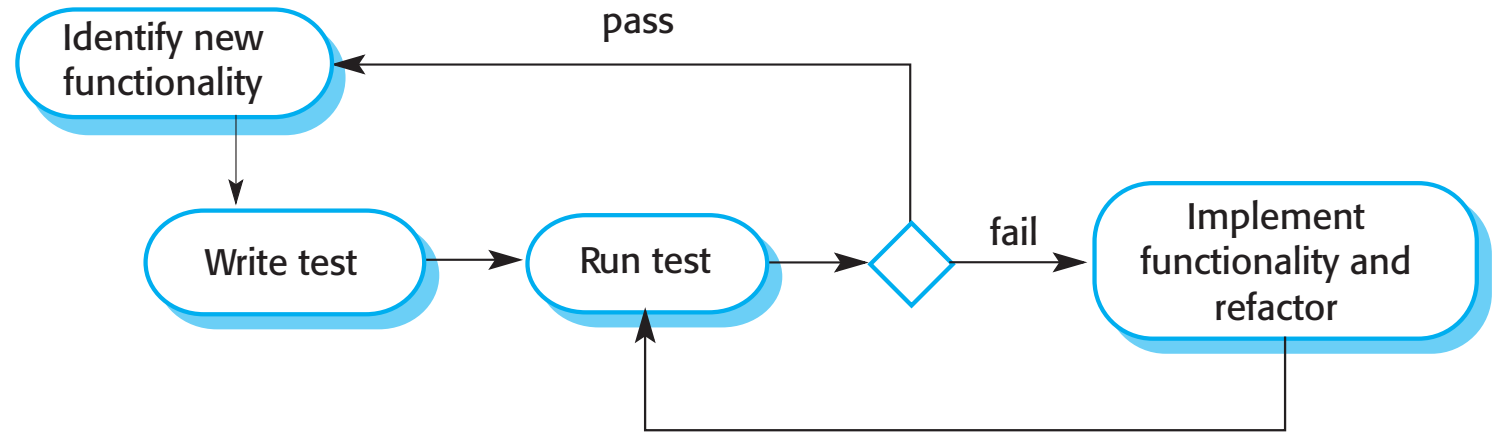 pass
Identify new
functionality
Write test
Run test
fail
Implement
functionality and
refactor